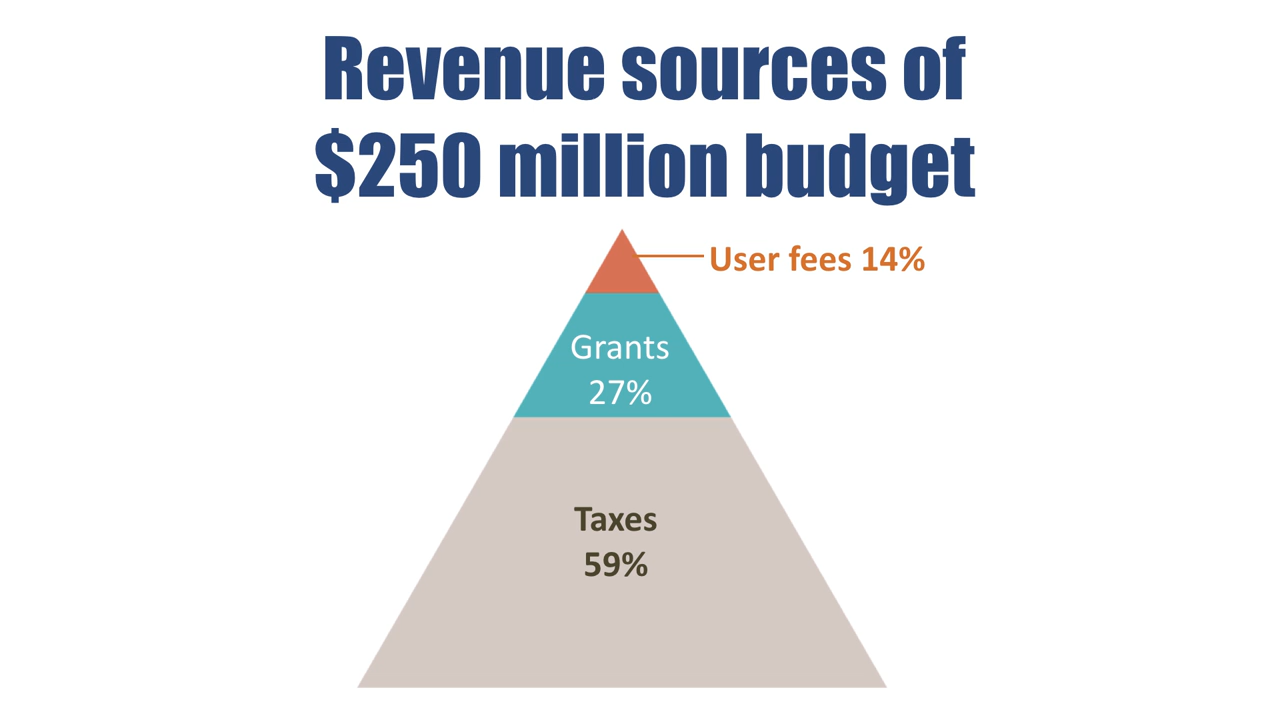 Revenue sources of
$250 million budget
User fees 14%
Grants
27%
Taxes
59%